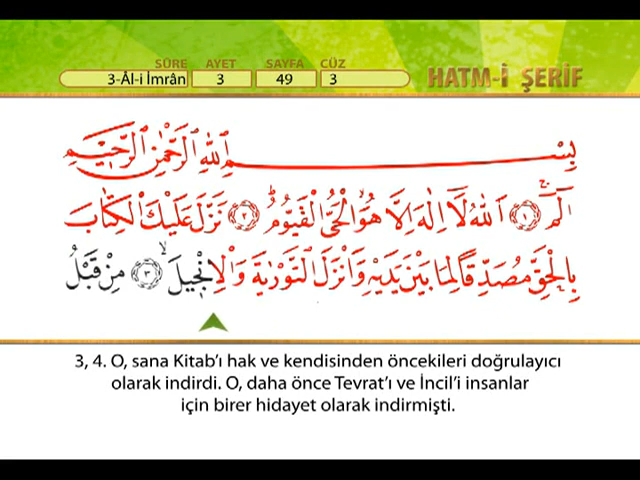 SÛRE AYET SAYFA CÜZ
3-Âl-i İmrân 3 49 3
HATM-İ ŞERİF
بِسْمِ اللّٰهِ الرَّحْمٰنِ الرَّحٖيمِ
الٓمٓ ﴿١﴾ اَللّٰهُ لَٓا اِلٰهَ اِلَّا هُوَۙ الْحَيُّ الْقَيُّومُؕ ﴿٢﴾ نَزَّلَ عَلَيْكَ الْكِتَابَ
بِالْحَقِّ مُصَدِّقًا لِمَا بَيْنَ يَدَيْهِ وَاَنْزَلَ التَّوْرٰيةَ وَالْاِنْجٖيلَۙ ﴿٣﴾ مِنْ قَبْلُ
3, 4. O, sana Kitab’ı hak ve kendisinden öncekileri doğrulayıcı
olarak indirdi. O, daha önce Tevrat’ı ve İncil’i insanlar
için birer hidayet olarak indirmişti.